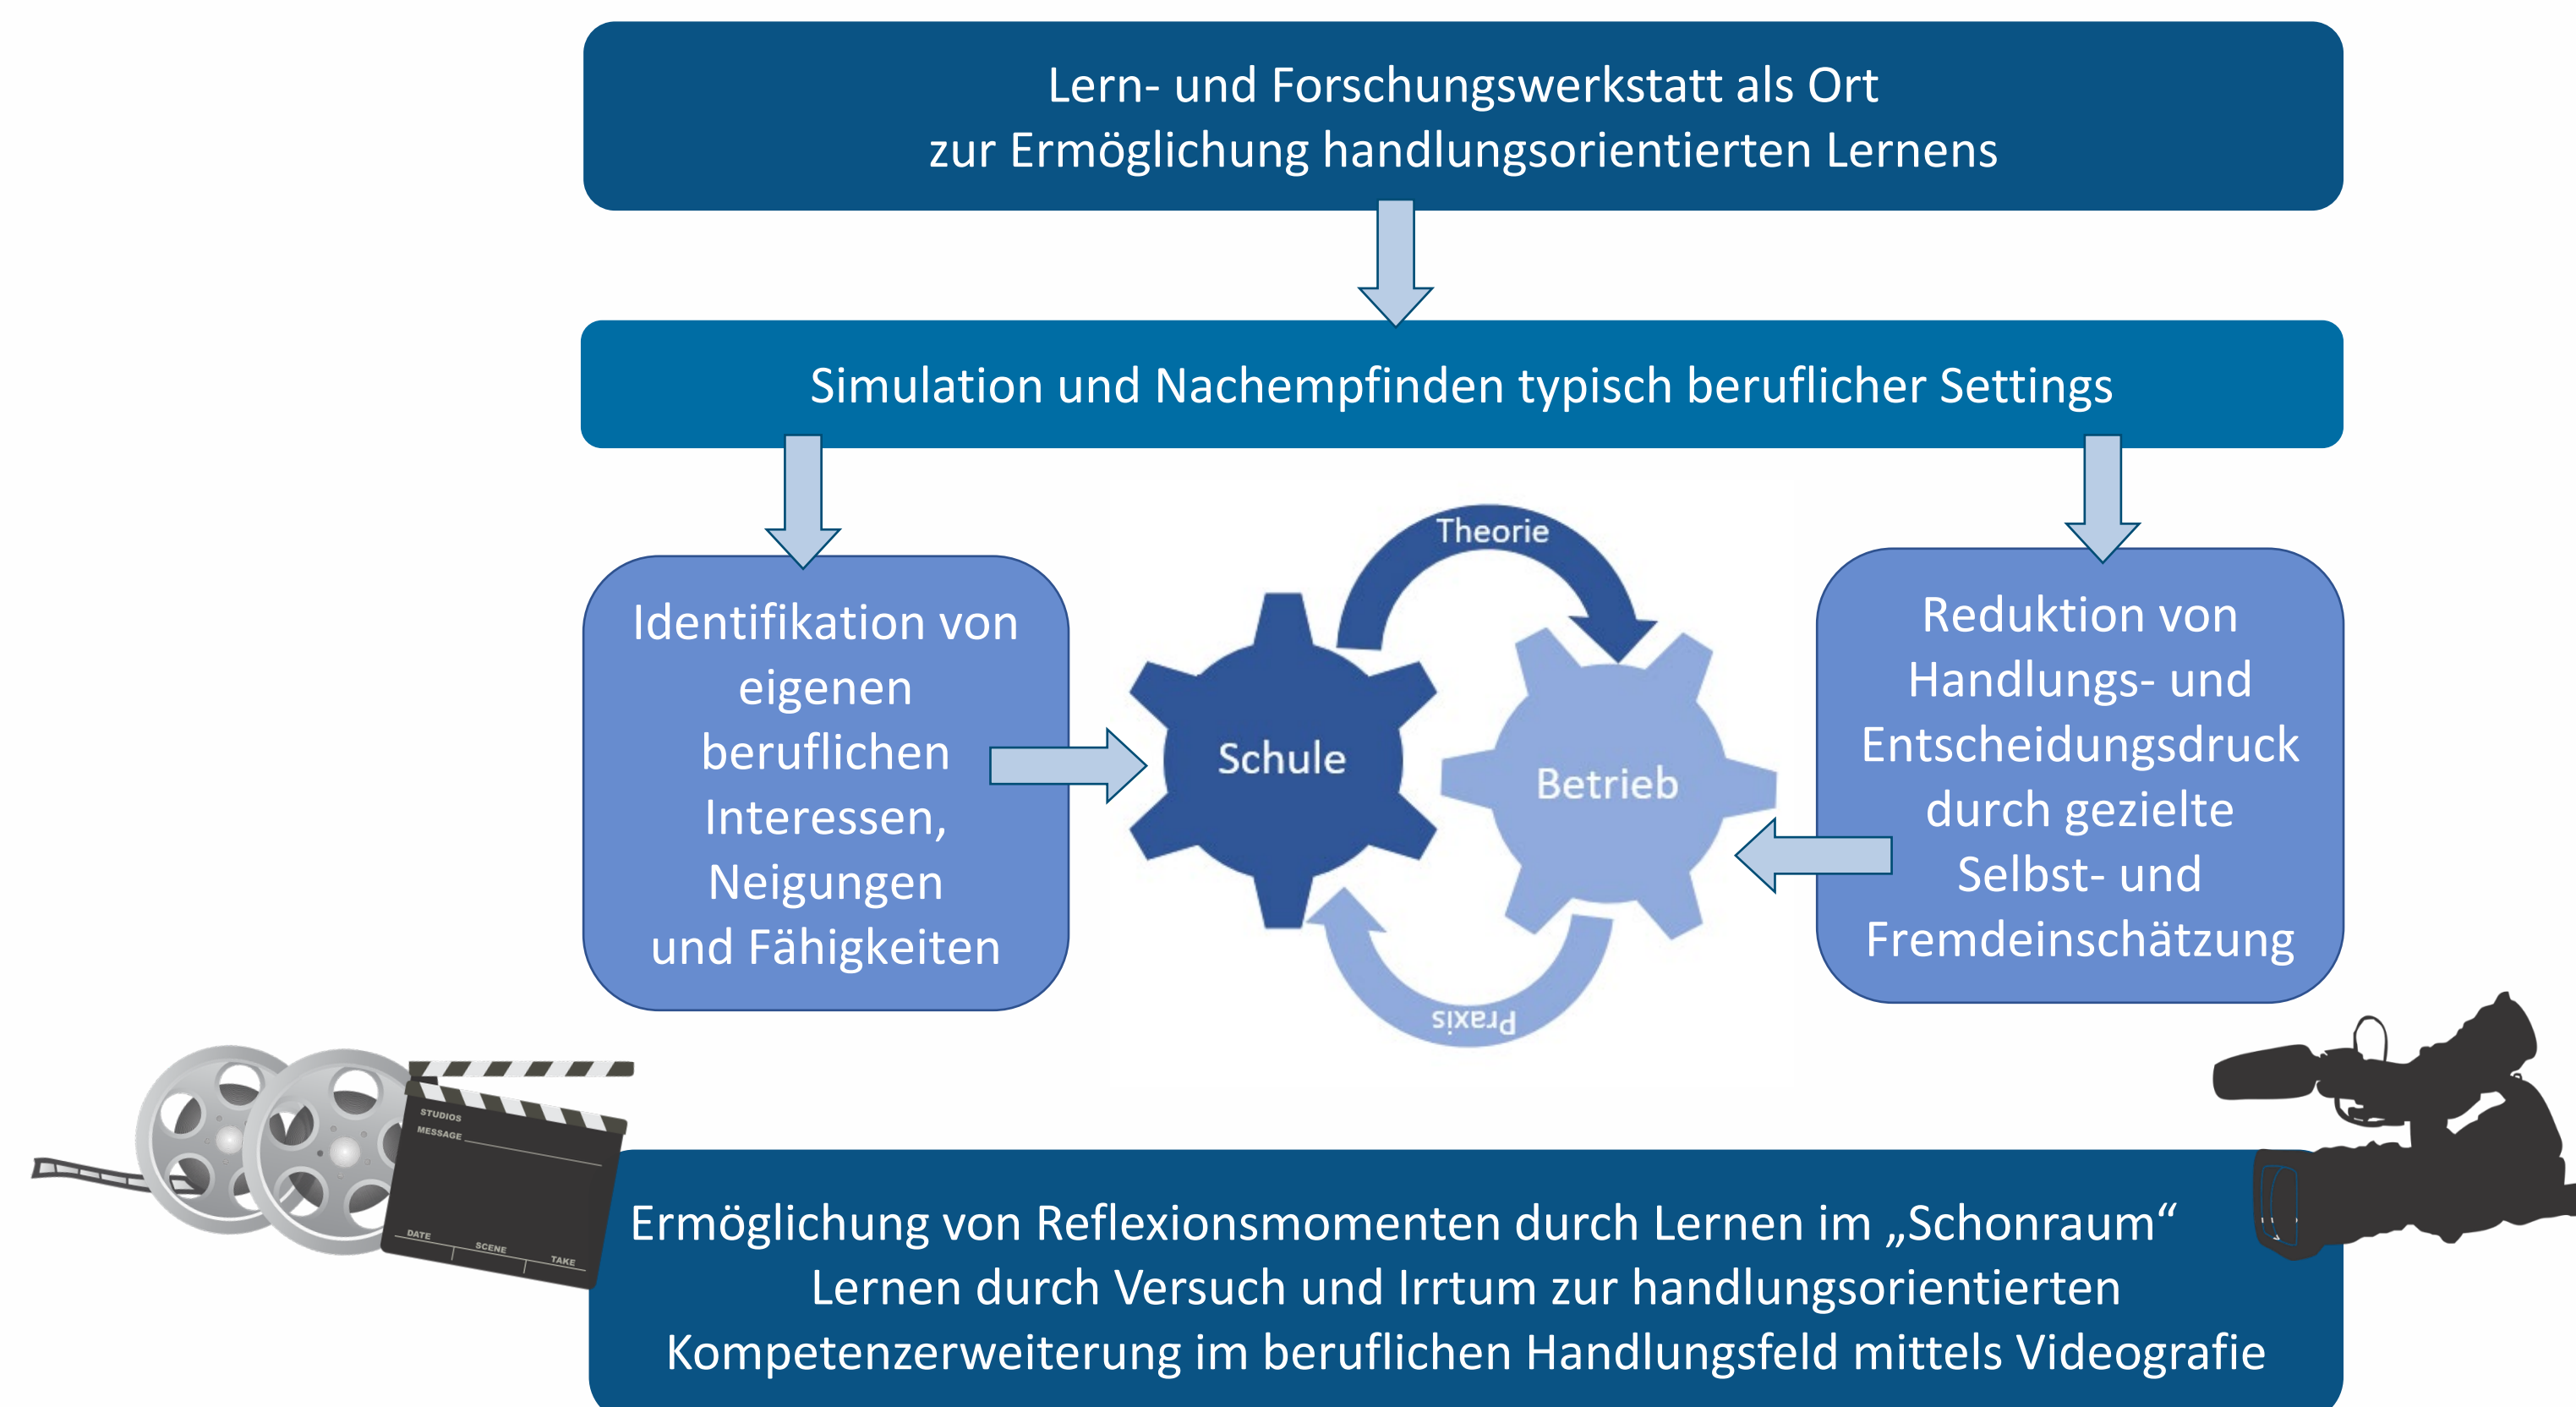 Lern- und Forschungswerkstatt als Ort
zur Ermöglichung handlungsorientierten Lernens
Simulation und Nachempfinden typisch beruflicher Settings
Identifikation von
eigenen
beruflichen
Interessen,
Neigungen
und Fähigkeiten
Theorie
Schule
Betrieb
Praxis
Reduktion von
Handlungs- und
Entscheidungsdruck
durch gezielte
Selbst- und
Fremdeinschätzung
STUDIOS
MESSAGE
DATE
SCENE
TAKE
Ermöglichung von Reflexionsmomenten durch Lernen im „Schonraum“
Lernen durch Versuch und Irrtum zur handlungsorientierten
Kompetenzerweiterung im beruflichen Handlungsfeld mittels Videografie